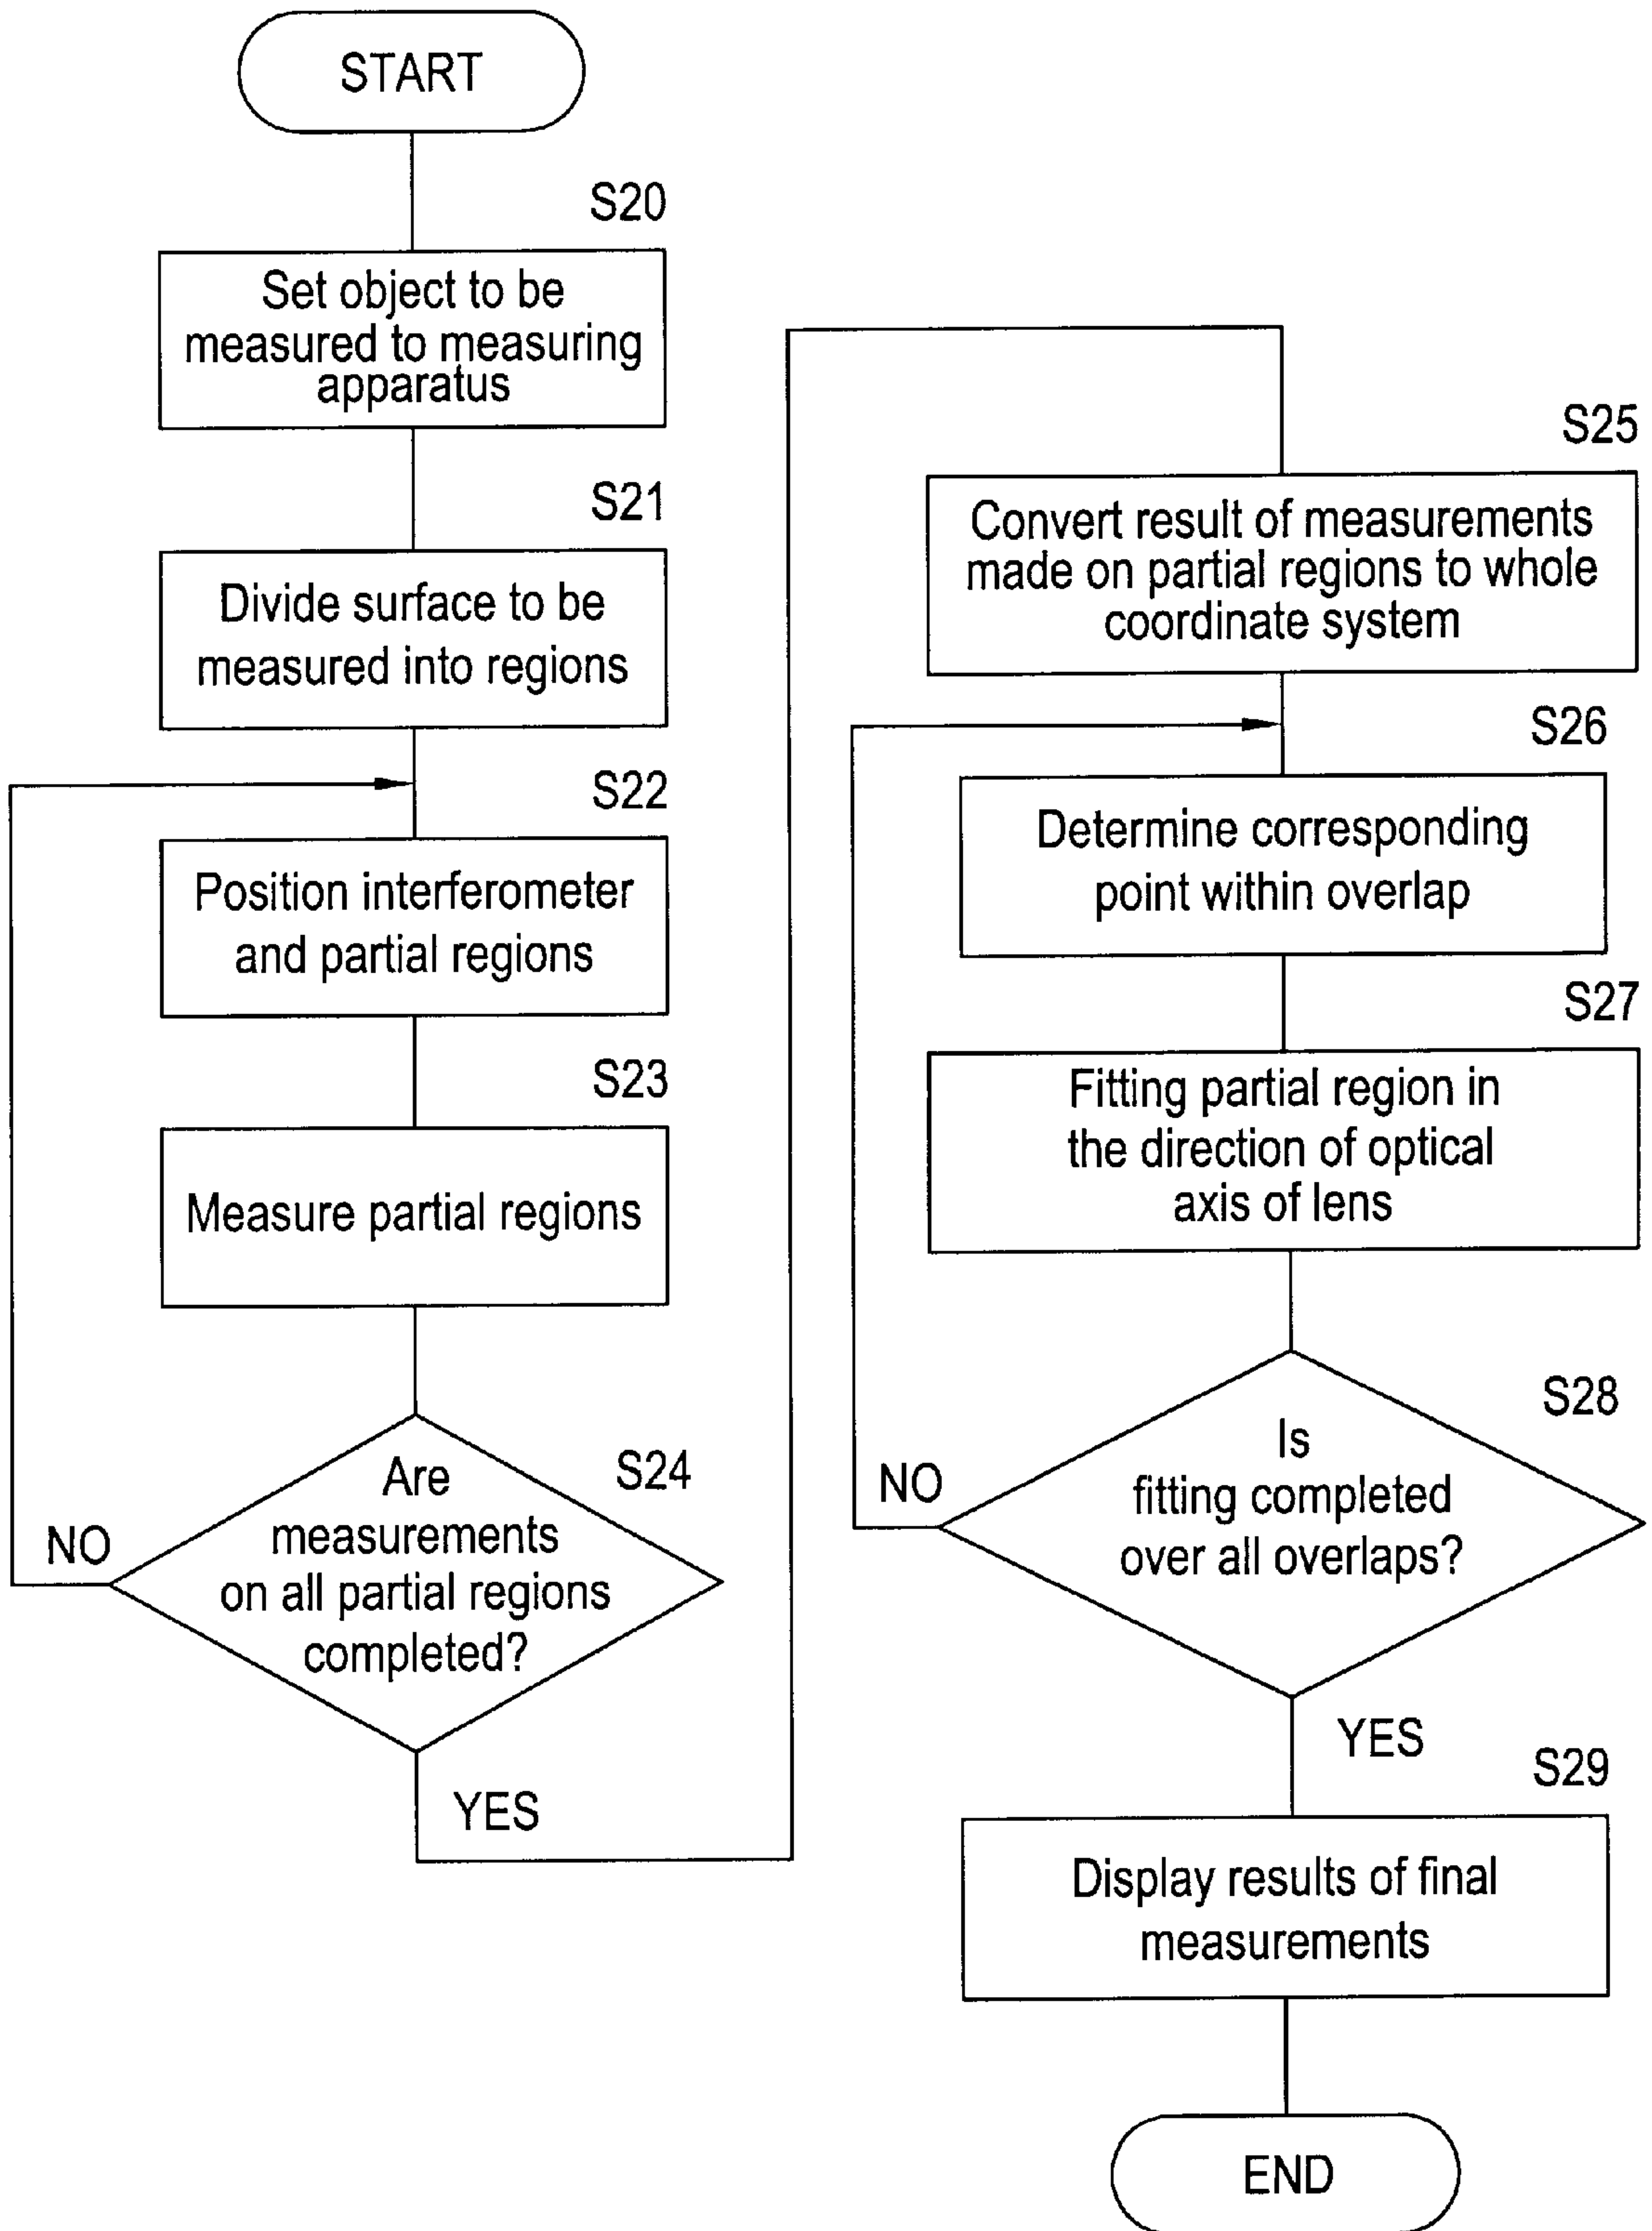 START
S20
Set object to be
measured to measuring
apparatus
S21
Divide surface to be
measured into regions
S22
Position interferometer
and partial regions
S23
Measure partial regions
S24
Are
measurements
on all partial regions
completed?
NO
YES
S25
Convert result of measurements
made on partial regions to whole
coordinate system
S26
Determine corresponding
point within overlap
S27
Fitting partial region in
the direction of optical
axis of lens
S28
Is
fitting completed
over all overlaps?
NO
YES
S29
Display results of final
measurements
END